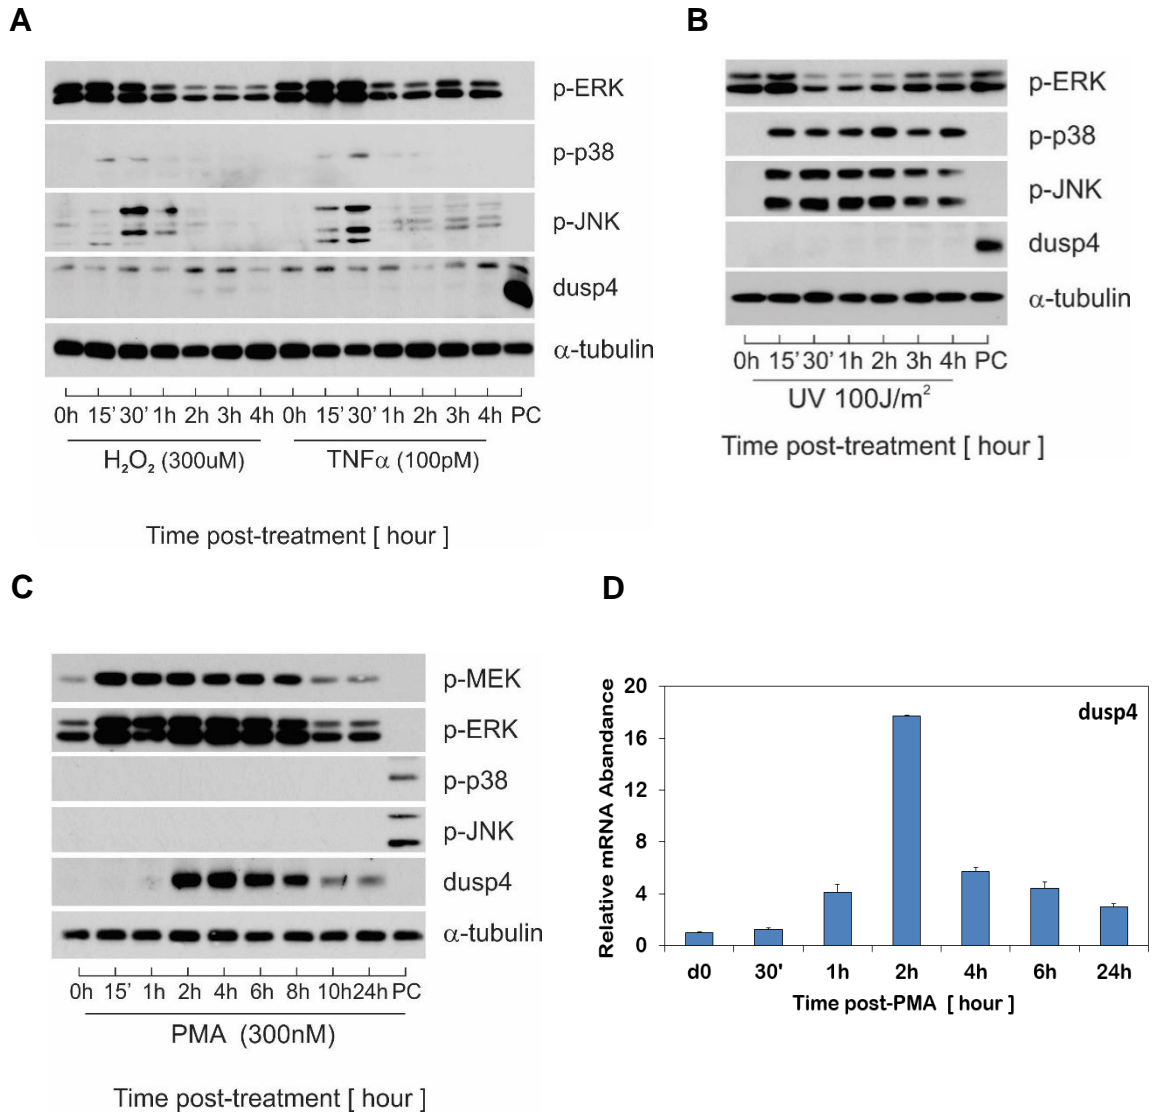 A
p-ERK
p-p38
p-JNK
dusp4
α-tubulin
0h 15’ 30’ 1h 2h 3h 4h 0h 15’ 30’ 1h 2h 3h 4h PC
H₂O₂ (300uM) TNFα (100pM)
Time post-treatment [ hour ]
B
p-ERK
p-p38
p-JNK
dusp4
α-tubulin
0h 15’ 30’ 1h 2h 3h 4h PC
UV 100J/m²
Time post-treatment [ hour ]
C
p-MEK
p-ERK
p-p38
p-JNK
dusp4
α-tubulin
0h 15’ 1h 2h 4h 6h 8h 10h 24h PC
PMA (300nM)
Time post-treatment [ hour ]
D
dusp4
Relative mRNA Abandance
20
16
12
8
4
0
d0 30' 1h 2h 4h 6h 24h
Time post-PMA [ hour ]